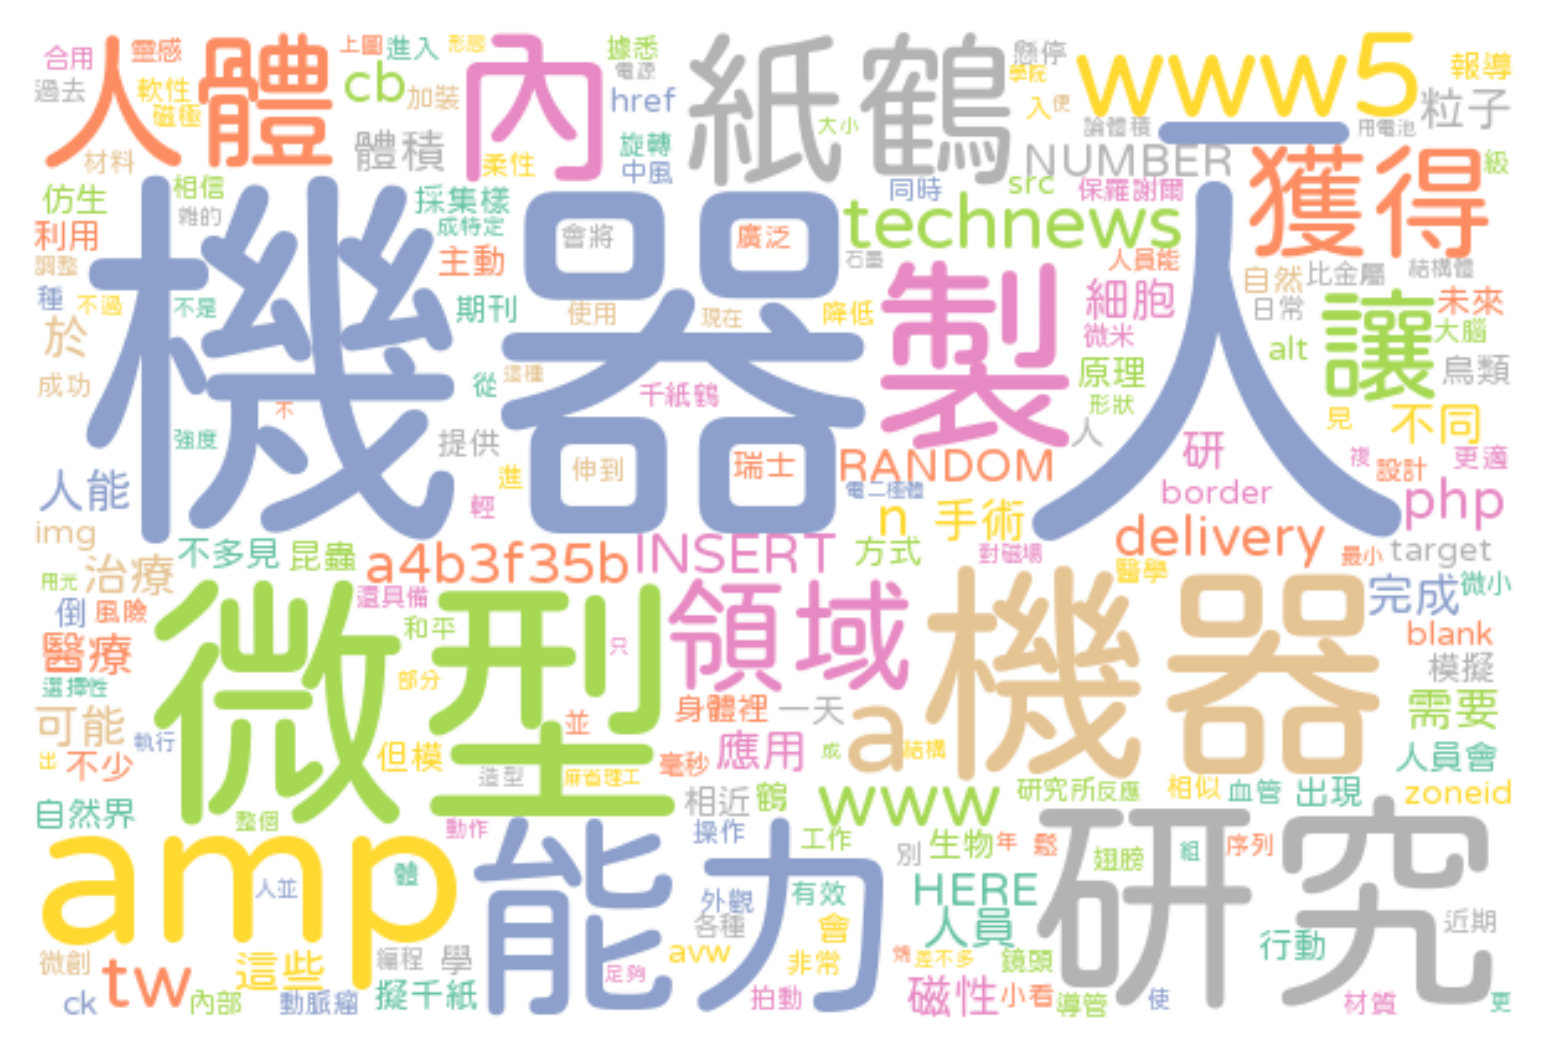 合用 靈感 上圖 進入 形態 據悉 懸停 www5 報導
過去 人體 軟性 cb 加裝 內 電源 href 紙鶴 學院 入 便 粒子
磁極 體積 旋轉 大小 論體積 一 用電池
材料 柔性 中風 NUMBER 獲得 級
仿生 相信 採集樣 同時 src 保羅謝爾
利用 雜的 成特定 會將 廣泛 technews
調整 主動 石墨 人員能 自然 比金屬 結構體
種 不過 不是 期刊 使用 現在 降低 製 細胞 日常 讓 未來
於 機器人 微米 alt 大腦
成功 從 這種 千紙鶴 原理 鳥類
不 形狀 見 不同
強度 提供 人 研 複 更適
人能 進 伸到 瑞士 RANDOM 設計
輕 電二極體 border php
img n 手術 delivery
不多見 昆蟲 a4b3f35b INSERT 方式 對磁場 最小 target
用光 治療 還具備 醫學 完成 微小
倒 風險 和平 領域 機器 blank
醫療 微型 只 模擬
選擇性 部分 身體裡 一天 需要
可能 執行 並 a
出 不少 但模 造型 麻省理工 毫秒 應用 成 結構 人員會
自然界 整個 相近 鶴 www 研究所 反應 相似 血管 出現 zoneid
amp 動作 能力 操作 工作 別 生物 年 鬆 翅膀 組 序列
人並 體 外觀 有效 HERE 研究
各種 會 人員 近期
微創 tw 這些 編程 學 足夠 avw 非常 差不多 鏡頭 行動
ck 內部 動脈瘤 擬千紙 拍動 磁性 小看 導管 使 材質 更